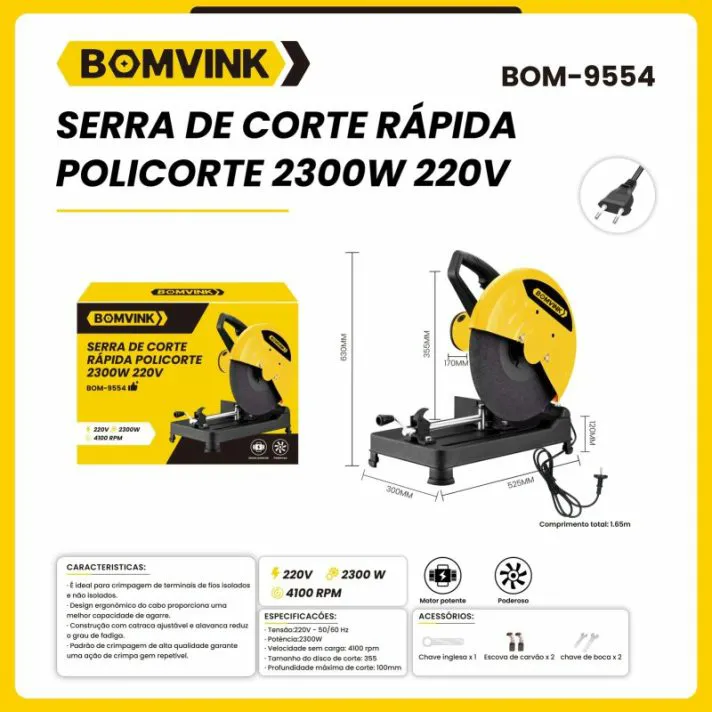 BOMVINK
BOM-9554
SERRA DE CORTE RÁPIDA
POLICORTE 2300W 220V
BOMVINK
BOMVINK
SERRA DE CORTE
RÁPIDA POLICORTE
2300W 220V
BOM-9554
220V 2300W
4100 RPM
BOMVINK
630MM
355MM
170MM
120MM
300MM
525MM
Comprimento total: 1.65m
CARACTERISTICAS:
· É ideal para crimpagem de terminais de fios isolados
e não isolados.
· Design ergonômico do cabo proporciona uma
melhor capacidade de agarre.
· Construção com catraca ajustável e alavanca reduz
o grau de fadiga.
· Padrão de crimpagem de alta qualidade garante
uma ação de crimpa gem repetível.
220V 2300 W
4100 RPM
ESPECIFICACÓES:
· Tensão:220V - 50/60 Hz
· Potência:2300W
· Velocidade sem carga: 4100 rpm
· Tamanho do disco de corte: 355
· Profundidade máxima de corte: 100mm
Motor potente
Poderoso
ACESSÓRIOS:
Chave inglesa x 1
Escova de carvão x 2
chave de boca x 2